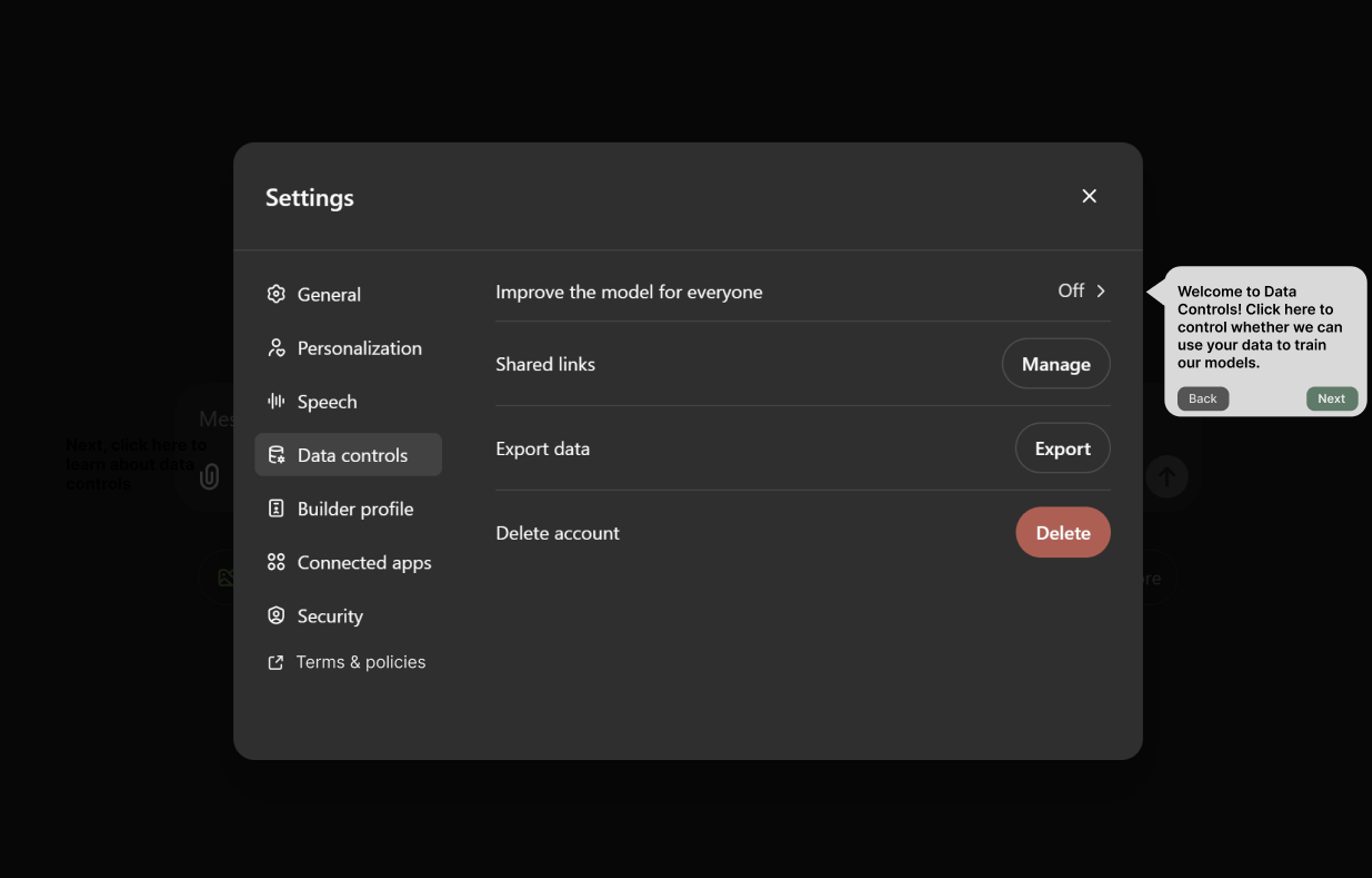 Settings
General
Personalization
Speech
Data controls
Builder profile
Connected apps
Security
Terms & policies
Improve the model for everyone
Off
Shared links
Manage
Export data
Export
Delete account
Delete
Welcome to Data
Controls! Click here to
control whether we can
use your data to train
our models.
Back
Next
Next, click here to
learn about data
controls
Mes
re